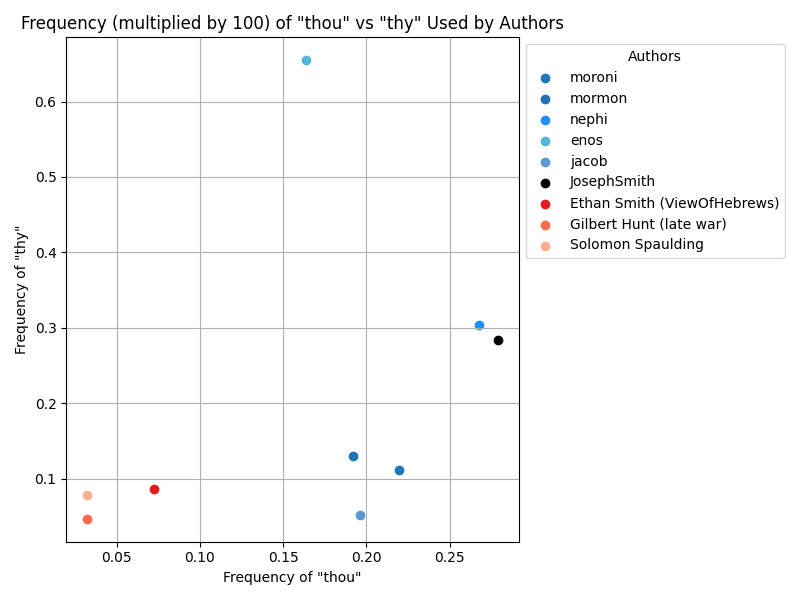 Frequency (multiplied by 100) of "thou" vs "thy" Used by Authors
Authors
moroni
mormon
nephi
enos
jacob
JosephSmith
Ethan Smith (ViewOfHebrews)
Gilbert Hunt (late war)
Solomon Spaulding
Frequency of "thy"
0.6
0.5
0.4
0.3
0.2
0.1
0.05
0.10
0.15
0.20
0.25
Frequency of "thou"